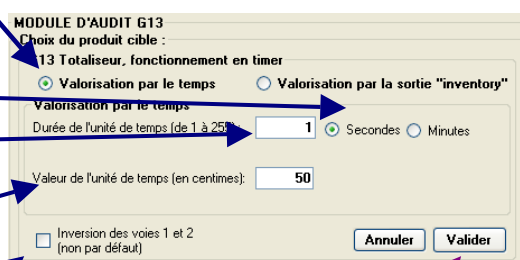 MODULE D'AUDIT G13
Choix du produit cible :
G13 Totaliseur, fonctionnement en timer
Valorisation par le temps
Valorisation par la sortie "inventory"
Valorisation par le temps
Durée de l'unité de temps (de 1 à 255): 1 Secondes Minutes
Valeur de l'unité de temps (en centimes): 50
Inversion des voies 1 et 2
(non par défaut)
Annuler Valider